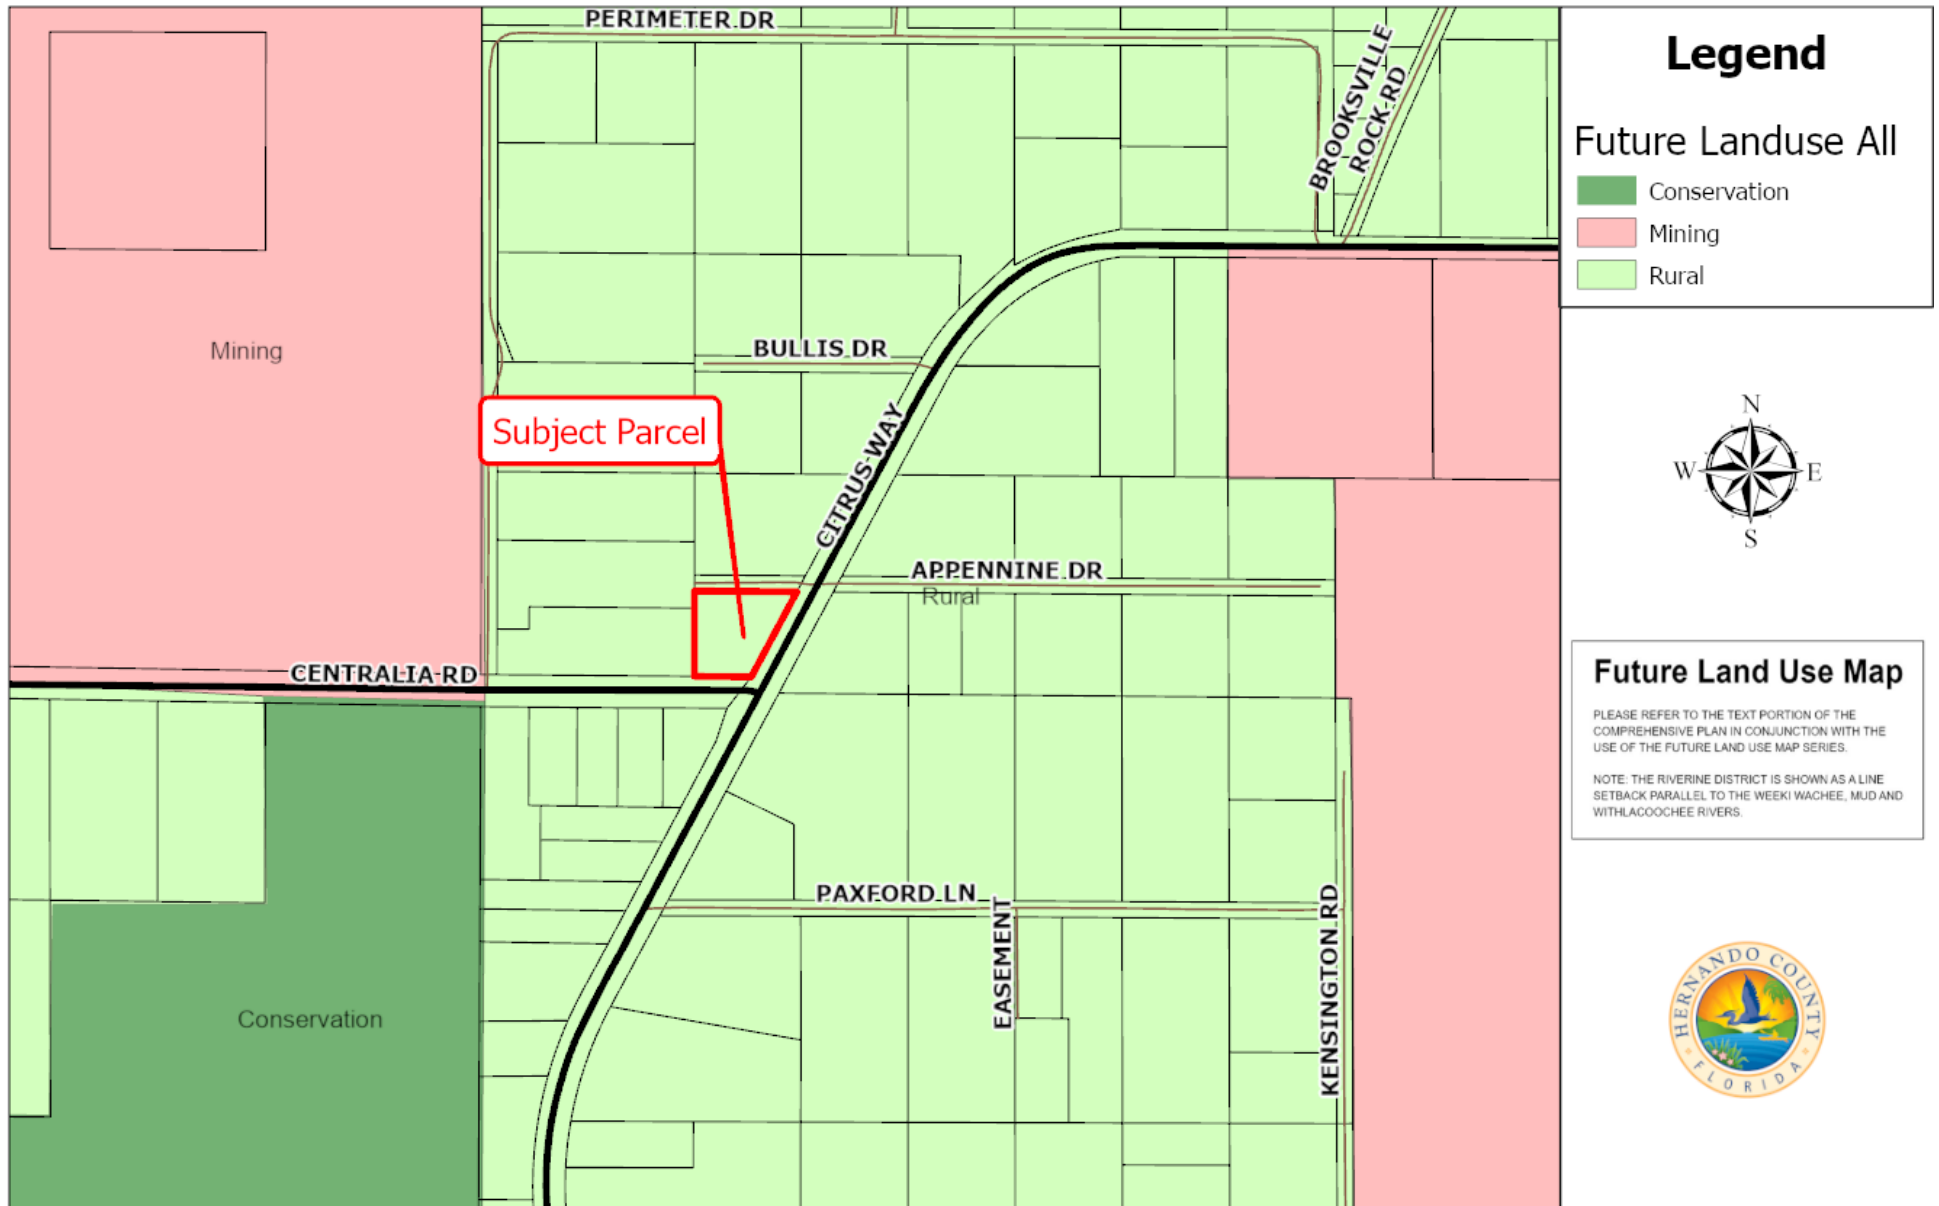 PERIMETER DR
BROOKSVILLE
ROCK RD
Mining
BULLIS DR
Subject Parcel
CITRUS WAY
APPENNINE DR
Rural
CENTRALIA RD
PAXFORD LN
EASEMENT
KENSINGTON RD
Conservation
Legend
Future Landuse All
Conservation
Mining
Rural
N
W
E
S
Future Land Use Map
PLEASE REFER TO THE TEXT PORTION OF THE
COMPREHENSIVE PLAN IN CONJUNCTION WITH THE
USE OF THE FUTURE LAND USE MAP SERIES.
NOTE: THE RIVERINE DISTRICT IS SHOWN AS A LINE
SETBACK PARALLEL TO THE WEEKI WACHEE, MUD AND
WITHLACOOCHEE RIVERS.
HERNANDO COUNTY
FLORIDA